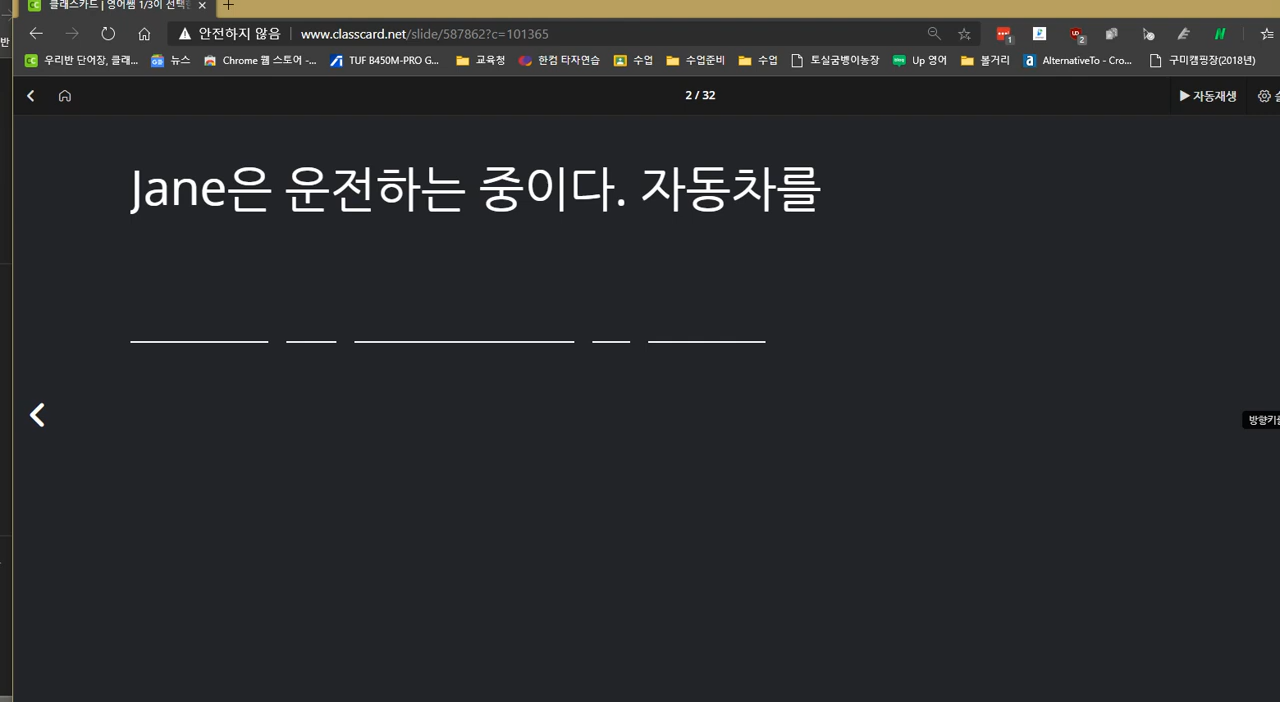 클래스카드 | 영어쌤 1/3이 선택한
안전하지 않음 www.classcard.net/slide/587862?c=101365
반 우리반 단어장, 클래... 뉴스 Chrome 웹 스토어 -... TUF B450M-PRO G... 교육청 한컴 타자연습 수업 수업준비 수업 토실굼벵이농장 Up 영어 볼거리 AlternativeTo - Cro... 구미캠핑장(2018년)
2 / 32 자동재생
Jane은 운전하는 중이다. 자동차를
방향키를